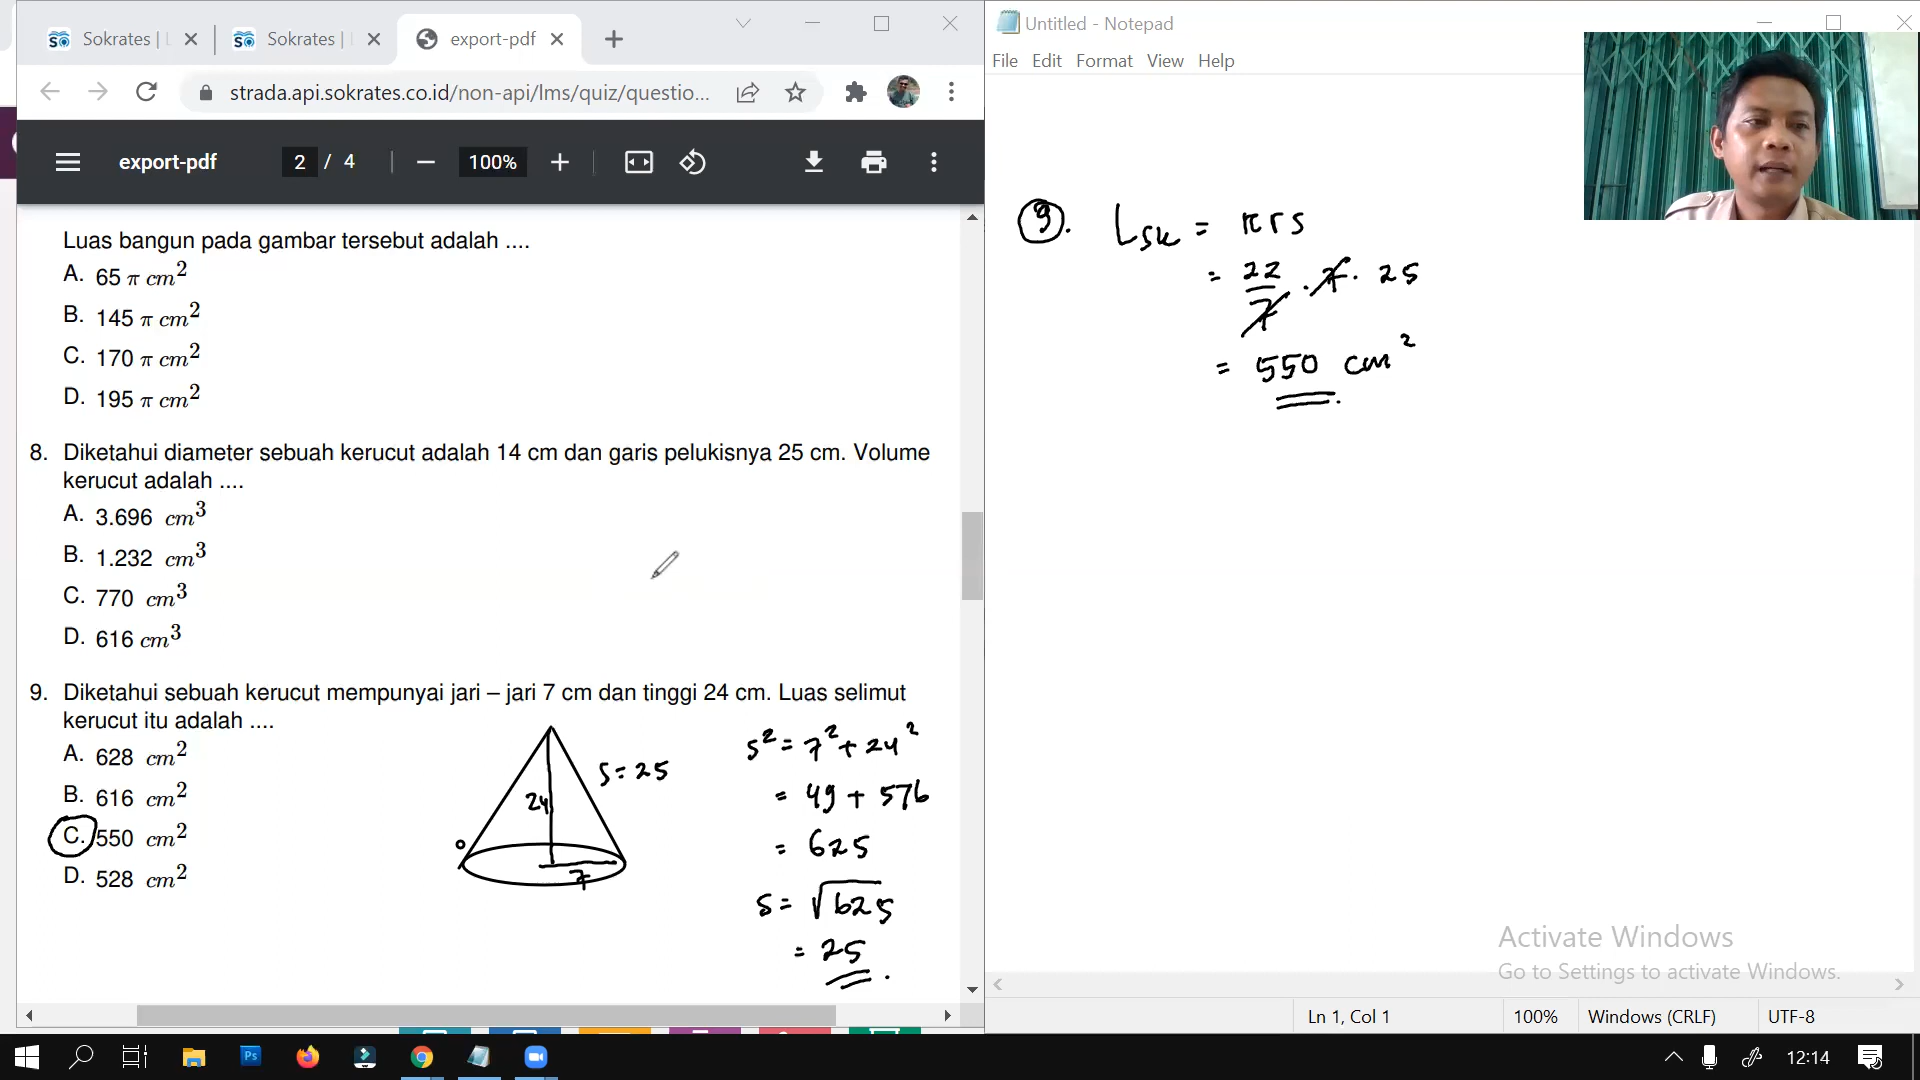 Sokrates | L
Sokrates |
export-pdf
strada.api.sokrates.co.id/non-api/lms/quiz/questio...
export-pdf
2 / 4
100%
Luas bangun pada gambar tersebut adalah ....
A. 65 π cm²
B. 145 π cm²
C. 170 π cm²
D. 195 π cm²
8. Diketahui diameter sebuah kerucut adalah 14 cm dan garis pelukisnya 25 cm. Volume
kerucut adalah ....
A. 3.696 cm³
B. 1.232 cm³
C. 770 cm³
D. 616 cm³
9. Diketahui sebuah kerucut mempunyai jari – jari 7 cm dan tinggi 24 cm. Luas selimut
kerucut itu adalah ....
A. 628 cm²
B. 616 cm²
C. 550 cm²
D. 528 cm²
24
7
s = 25
s² = 7² + 24²
= 49 + 576
= 625
s = √625
= 25
Untitled - Notepad
File Edit Format View Help
9. Lsk = πrs
= 22/7 . 7 . 25
= 550 cm²
Activate Windows
Go to Settings to activate Windows.
Ln 1, Col 1
100%
Windows (CRLF)
UTF-8
Ps
12:14